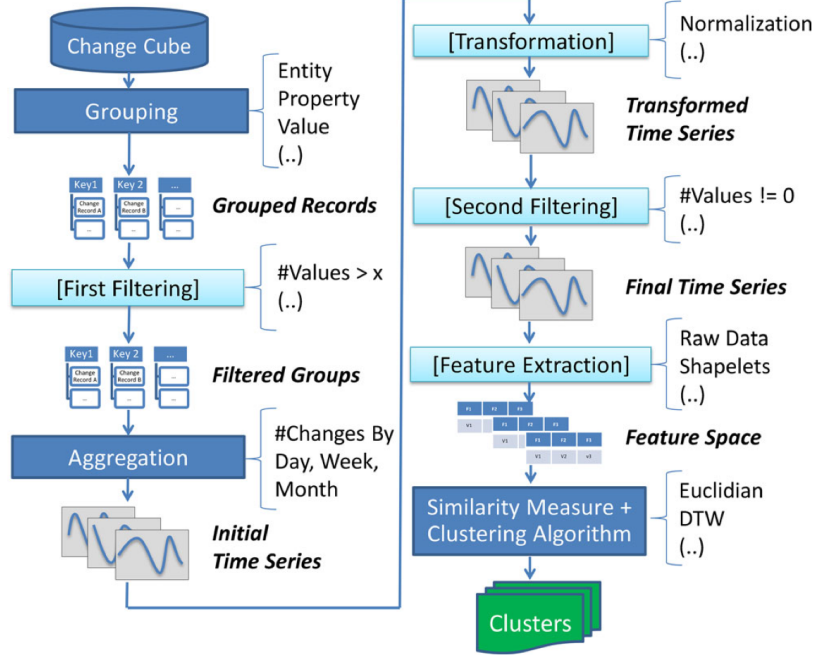 Change Cube
Grouping
Entity
Property
Value
(..)
Key1
Key 2
...
Change
Record A
Change
Record B
...
...
...
...
Grouped Records
[First Filtering]
#Values > x
(..)
Key1
Key 2
...
Change
Record A
Change
Record B
...
...
...
...
Filtered Groups
Aggregation
#Changes By
Day, Week,
Month
Initial
Time Series
[Transformation]
Normalization
(..)
Transformed
Time Series
[Second Filtering]
#Values != 0
(..)
Final Time Series
[Feature Extraction]
Raw Data
Shapelets
(..)
F1 F2 F3
V1
F1 F2 F3
V1
F1 F2 F3
V1 V2 v3
Feature Space
Similarity Measure +
Clustering Algorithm
Euclidian
DTW
(..)
Clusters